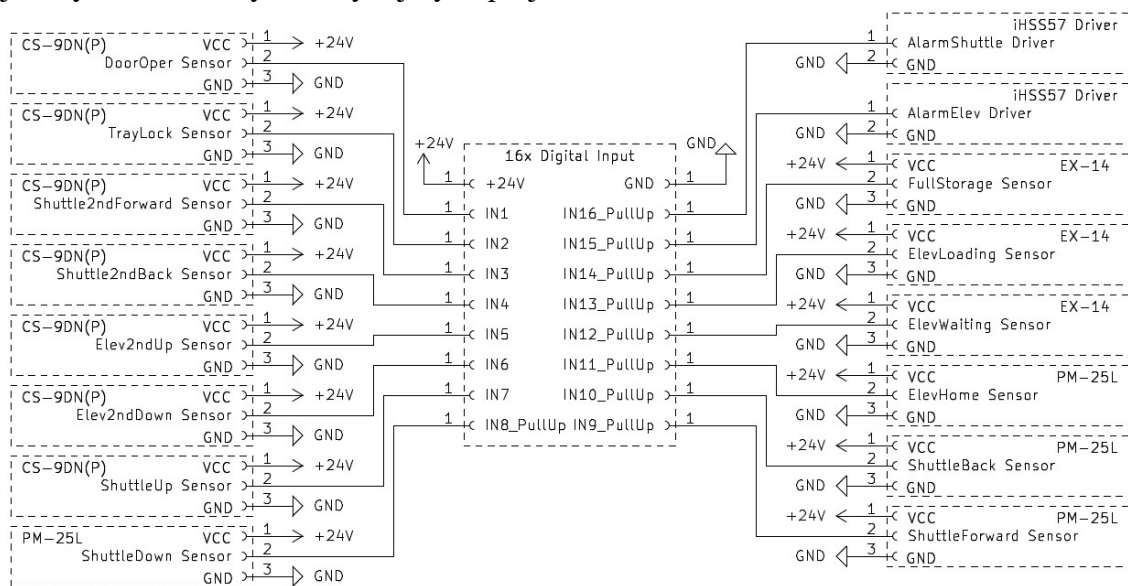 CS-9DN(P) VCC 1 +24V
DoorOper Sensor 2
GND 3 GND
CS-9DN(P) VCC 1 +24V
TrayLock Sensor 2
GND 3 GND
CS-9DN(P) VCC 1 +24V
Shuttle2ndForward Sensor 2
GND 3 GND
CS-9DN(P) VCC 1 +24V
Shuttle2ndBack Sensor 2
GND 3 GND
CS-9DN(P) VCC 1 +24V
Elev2ndUp Sensor 2
GND 3 GND
CS-9DN(P) VCC 1 +24V
Elev2ndDown Sensor 2
GND 3 GND
CS-9DN(P) VCC 1 +24V
ShuttleUp Sensor 2
GND 3 GND
PM-25L VCC 1 +24V
ShuttleDown Sensor 2
GND 3 GND
+24V GND
16x Digital Input
1 +24V GND 1
1 IN1 IN16_PullUp 1
1 IN2 IN15_PullUp 1
1 IN3 IN14_PullUp 1
1 IN4 IN13_PullUp 1
1 IN5 IN12_PullUp 1
1 IN6 IN11_PullUp 1
1 IN7 IN10_PullUp 1
1 IN8_PullUp IN9_PullUp 1
iHSS57 Driver
1 AlarmShuttle Driver
GND 2 GND
iHSS57 Driver
1 AlarmElev Driver
GND 2 GND
+24V 1 VCC EX-14
2 FullStorage Sensor
GND 3 GND
+24V 1 VCC EX-14
2 ElevLoading Sensor
GND 3 GND
+24V 1 VCC EX-14
2 ElevWaiting Sensor
GND 3 GND
+24V 1 VCC PM-25L
2 ElevHome Sensor
GND 3 GND
+24V 1 VCC PM-25L
2 ShuttleBack Sensor
GND 3 GND
+24V 1 VCC PM-25L
2 ShuttleForward Sensor
GND 3 GND